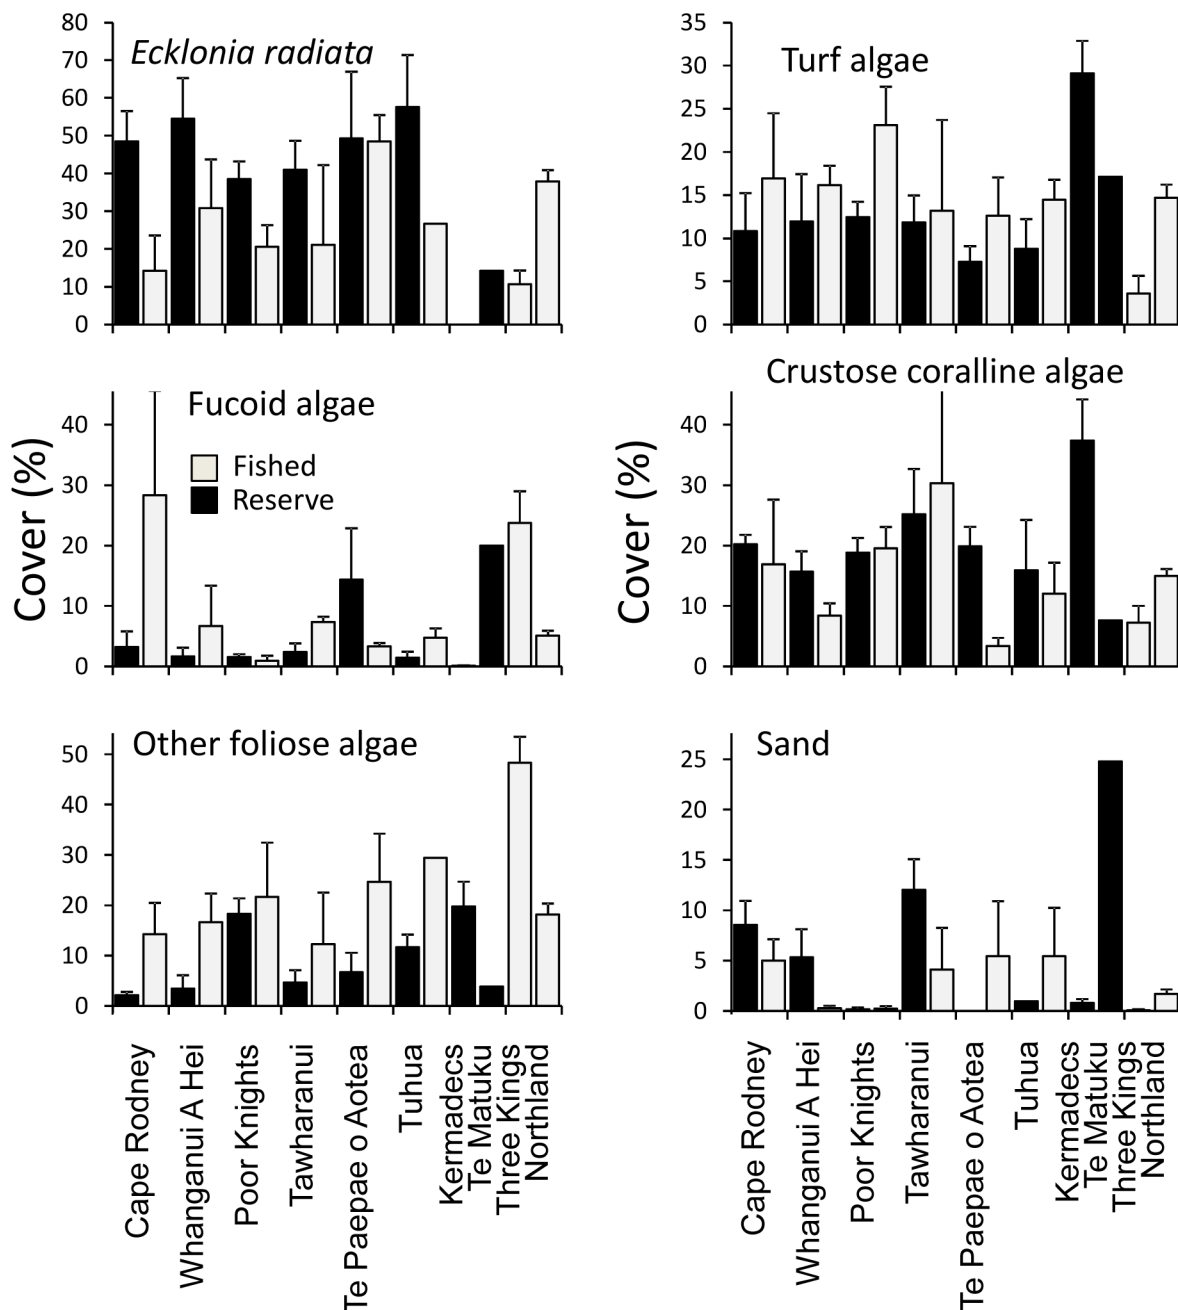 Ecklonia radiata
80
70
60
50
40
30
20
10
0
Turf algae
35
30
25
20
15
10
5
0
Fucoid algae
Fished
Reserve
Cover (%)
40
30
20
10
0
Crustose coralline algae
Cover (%)
40
30
20
10
0
Other foliose algae
50
40
30
20
10
0
Sand
25
20
15
10
5
0
Cape Rodney
Whanganui A Hei
Poor Knights
Tawharanui
Te Paepae o Aotea
Tuhua
Kermadecs
Te Matuku
Three Kings
Northland
Cape Rodney
Whanganui A Hei
Poor Knights
Tawharanui
Te Paepae o Aotea
Tuhua
Kermadecs
Te Matuku
Three Kings
Northland